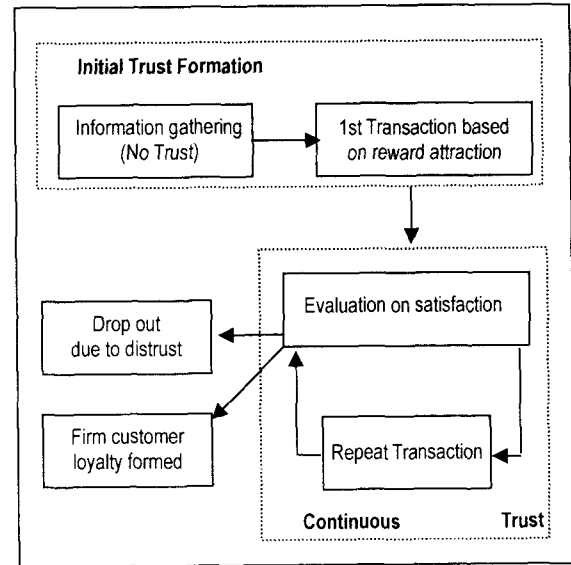 Initial Trust Formation
Information gathering
(No Trust)
1st Transaction based
on reward attraction
Evaluation on satisfaction
Drop out
due to distrust
Firm customer
loyalty formed
Repeat Transaction
Continuous Trust